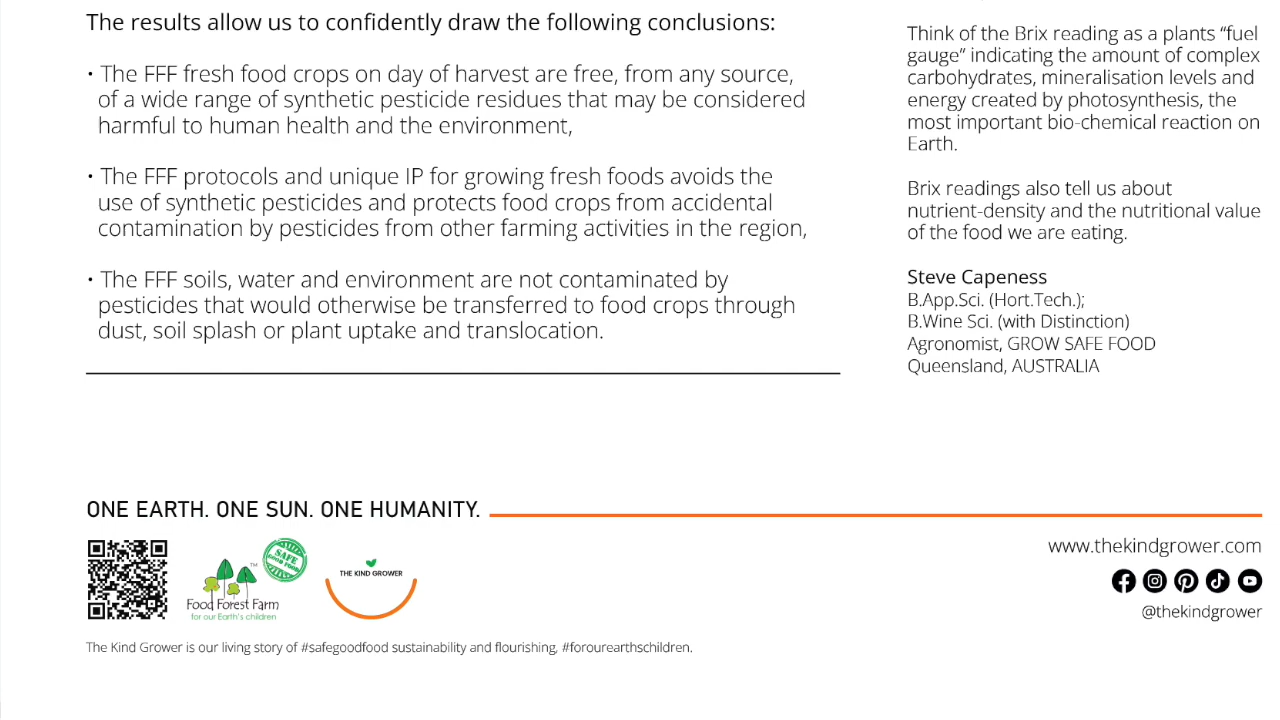 The results allow us to confidently draw the following conclusions:
• The FFF fresh food crops on day of harvest are free, from any source,
of a wide range of synthetic pesticide residues that may be considered
harmful to human health and the environment,
• The FFF protocols and unique IP for growing fresh foods avoids the
use of synthetic pesticides and protects food crops from accidental
contamination by pesticides from other farming activities in the region,
• The FFF soils, water and environment are not contaminated by
pesticides that would otherwise be transferred to food crops through
dust, soil splash or plant uptake and translocation.
Think of the Brix reading as a plants “fuel
gauge” indicating the amount of complex
carbohydrates, mineralisation levels and
energy created by photosynthesis, the
most important bio-chemical reaction on
Earth.
Brix readings also tell us about
nutrient-density and the nutritional value
of the food we are eating.
Steve Capeness
B.App.Sci. (Hort.Tech.);
B.Wine Sci. (with Distinction)
Agronomist, GROW SAFE FOOD
Queensland, AUSTRALIA
ONE EARTH. ONE SUN. ONE HUMANITY.
SAFE
GOOD FOOD
TM
Food Forest Farm
for our Earth's children
THE KIND GROWER
www.thekindgrower.com
@thekindgrower
The Kind Grower is our living story of #safegoodfood sustainability and flourishing, #forourearthschildren.